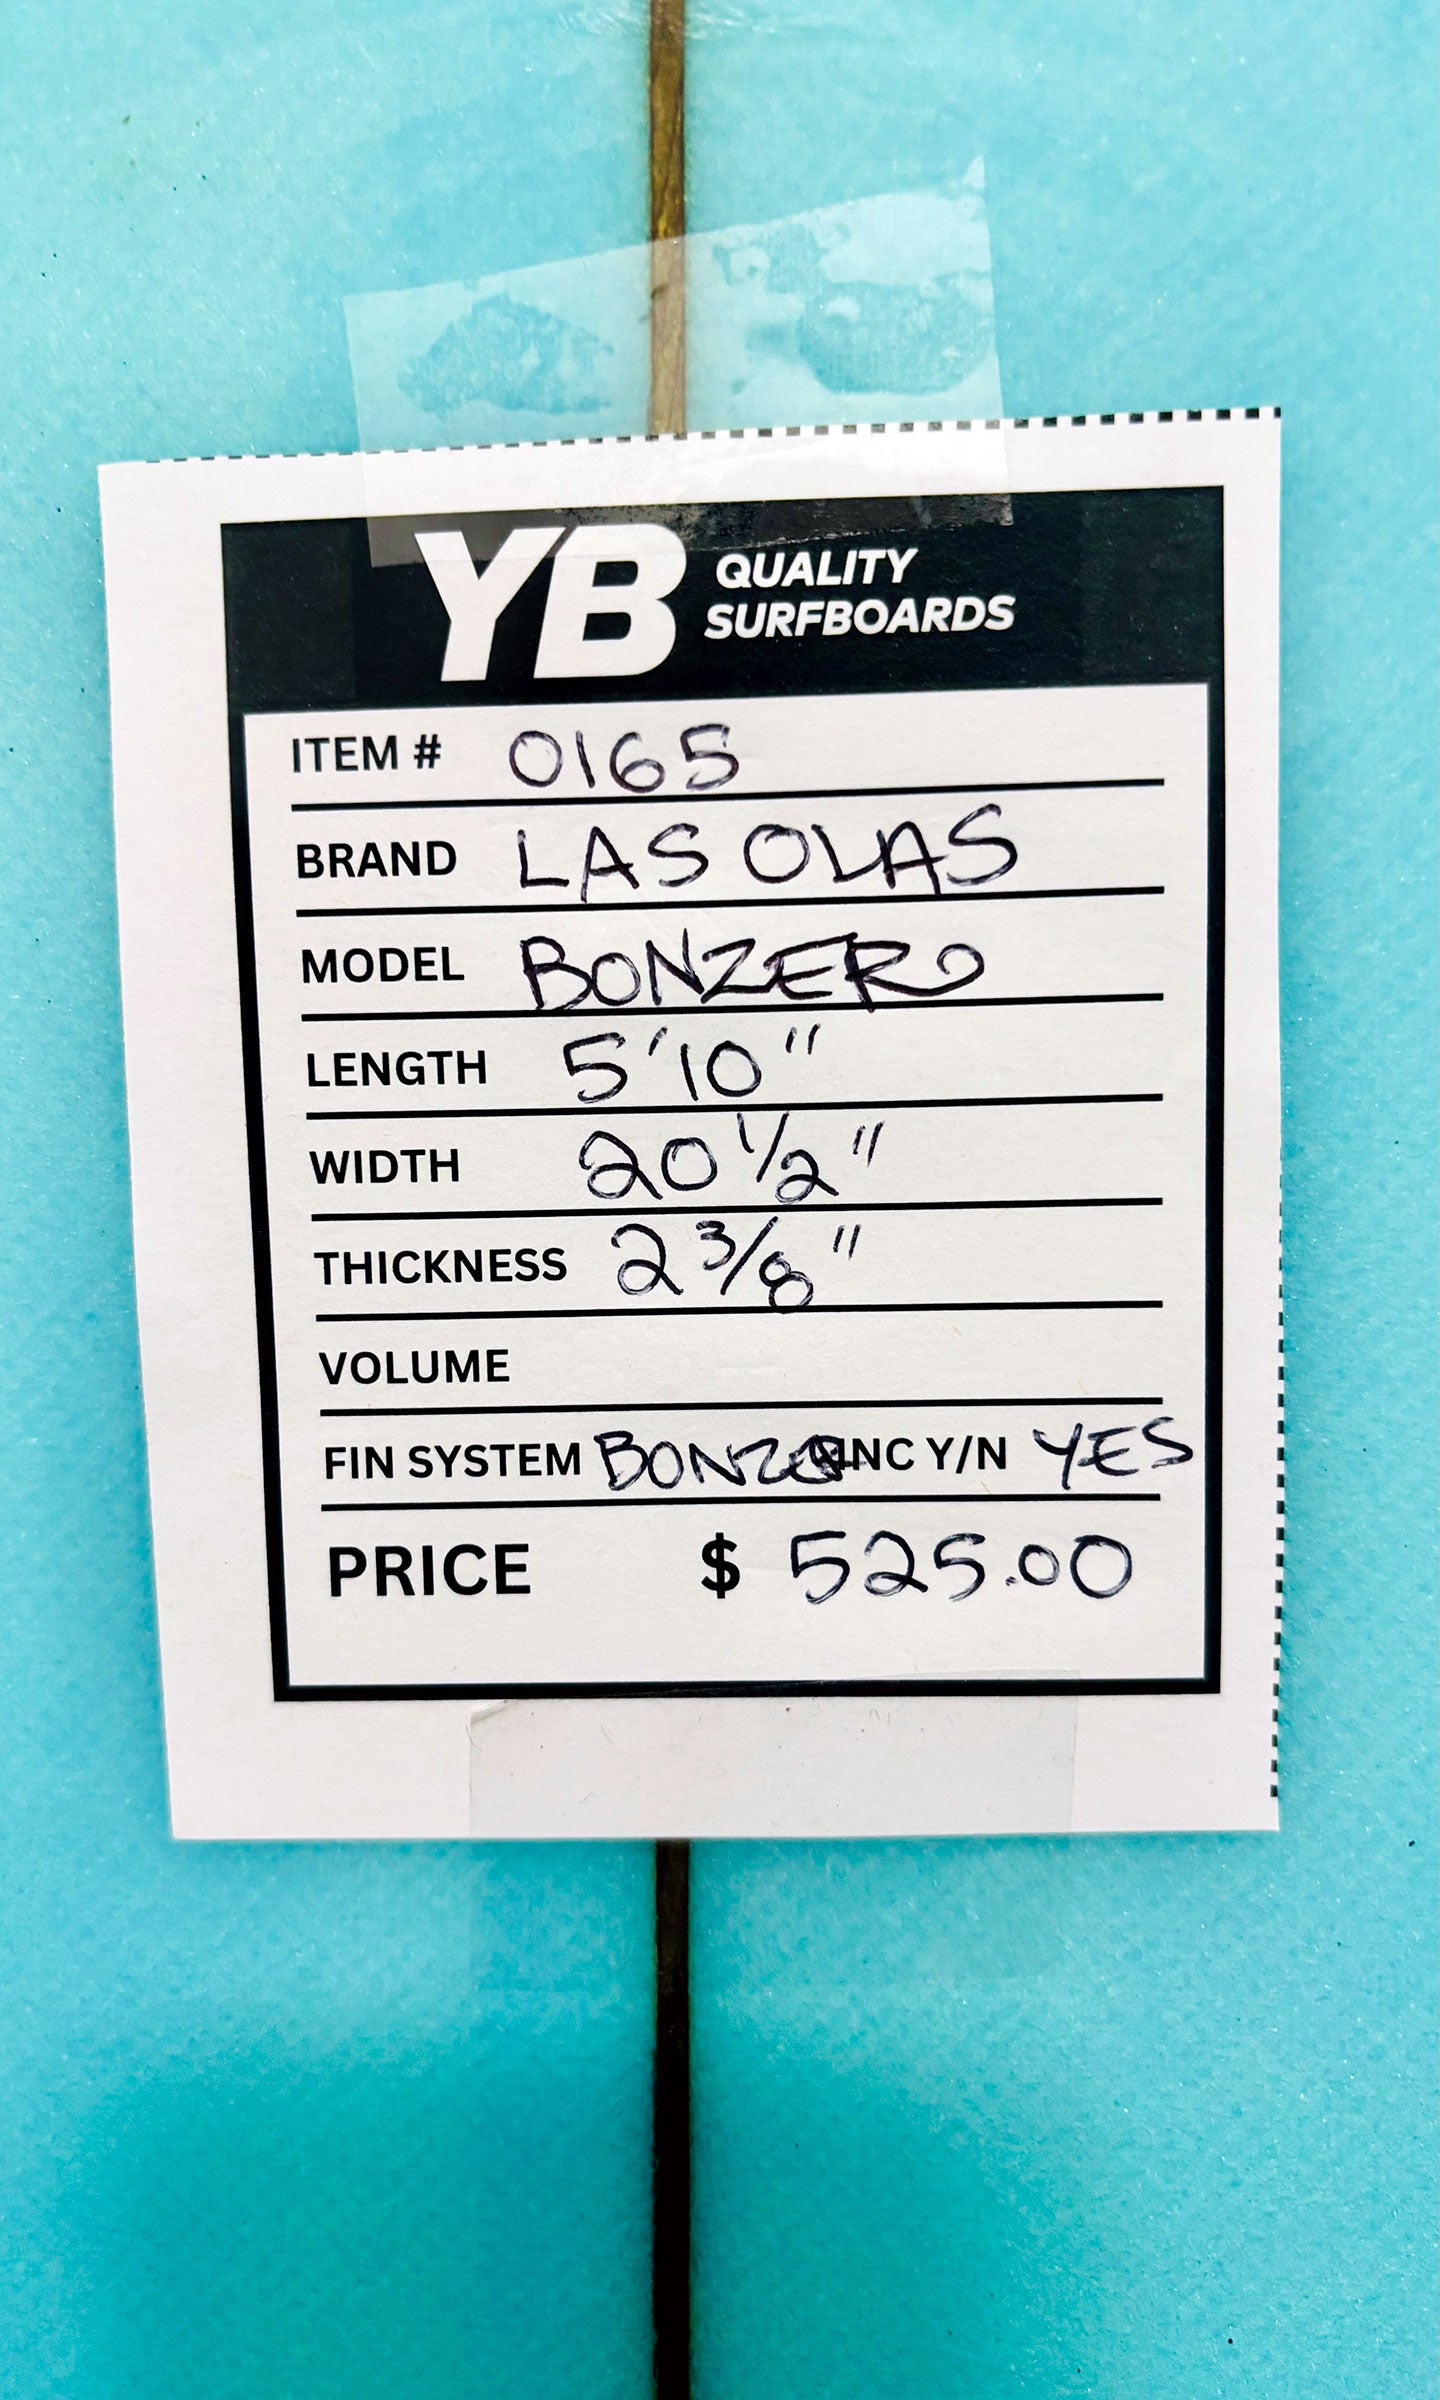 YB QUALITY
SURFBOARDS
ITEM # 0165
BRAND LAS OLAS
MODEL BONZERO
LENGTH 5'10"
WIDTH 20 1/2"
THICKNESS 2 3/8"
VOLUME
FIN SYSTEM INC Y/N YES
PRICE $ 525.00